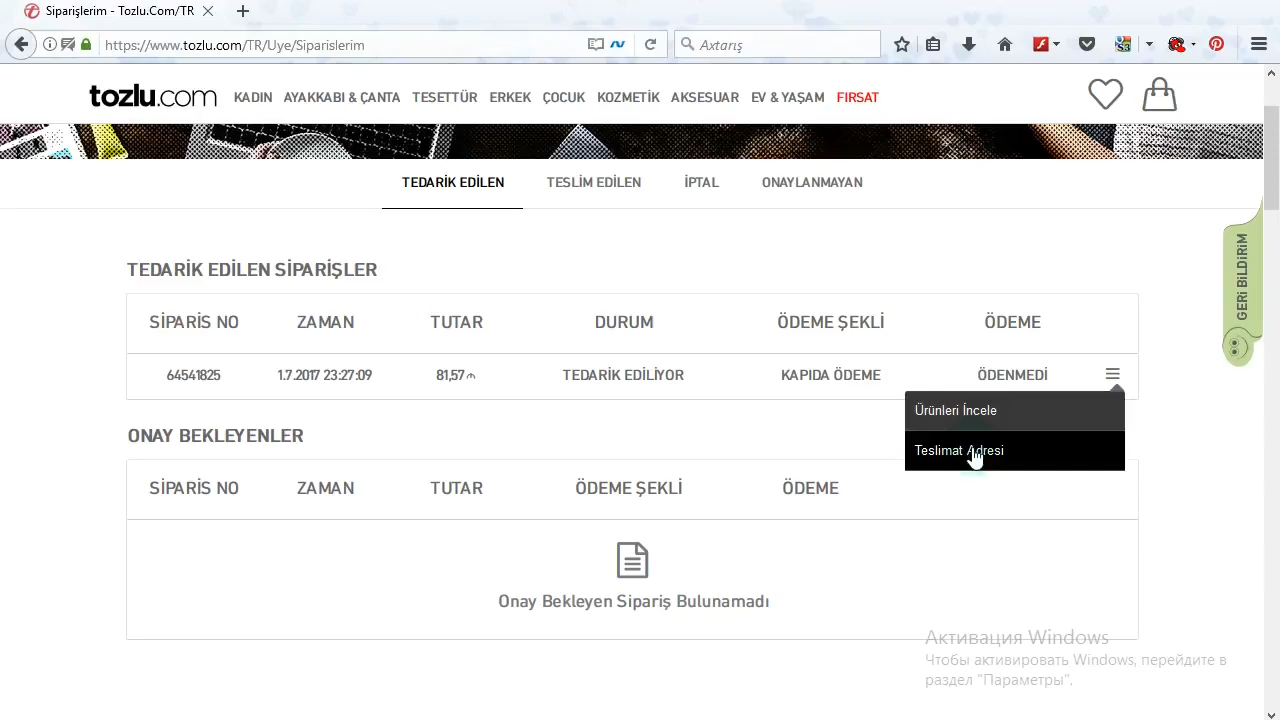 Siparişlerim - Tozlu.Com/TR
https://www.tozlu.com/TR/Uye/Siparislerim
Axtarış
tozlu.com KADIN AYAKKABI & ÇANTA TESETTÜR ERKEK ÇOCUK KOZMETİK AKSESUAR EV & YAŞAM FIRSAT
TEDARİK EDİLEN TESLİM EDİLEN İPTAL ONAYLANMAYAN
GERİ BİLDİRİM
TEDARİK EDİLEN SİPARİŞLER
SİPARİS NO ZAMAN TUTAR DURUM ÖDEME ŞEKLİ ÖDEME
64541825 1.7.2017 23:27:09 81,57₼ TEDARİK EDİLİYOR KAPIDA ÖDEME ÖDENMEDİ
Ürünleri İncele
Teslimat Adresi
ONAY BEKLEYENLER
SİPARİS NO ZAMAN TUTAR ÖDEME ŞEKLİ ÖDEME
Onay Bekleyen Sipariş Bulunamadı
Активация Windows
Чтобы активировать Windows, перейдите в
раздел "Параметры".